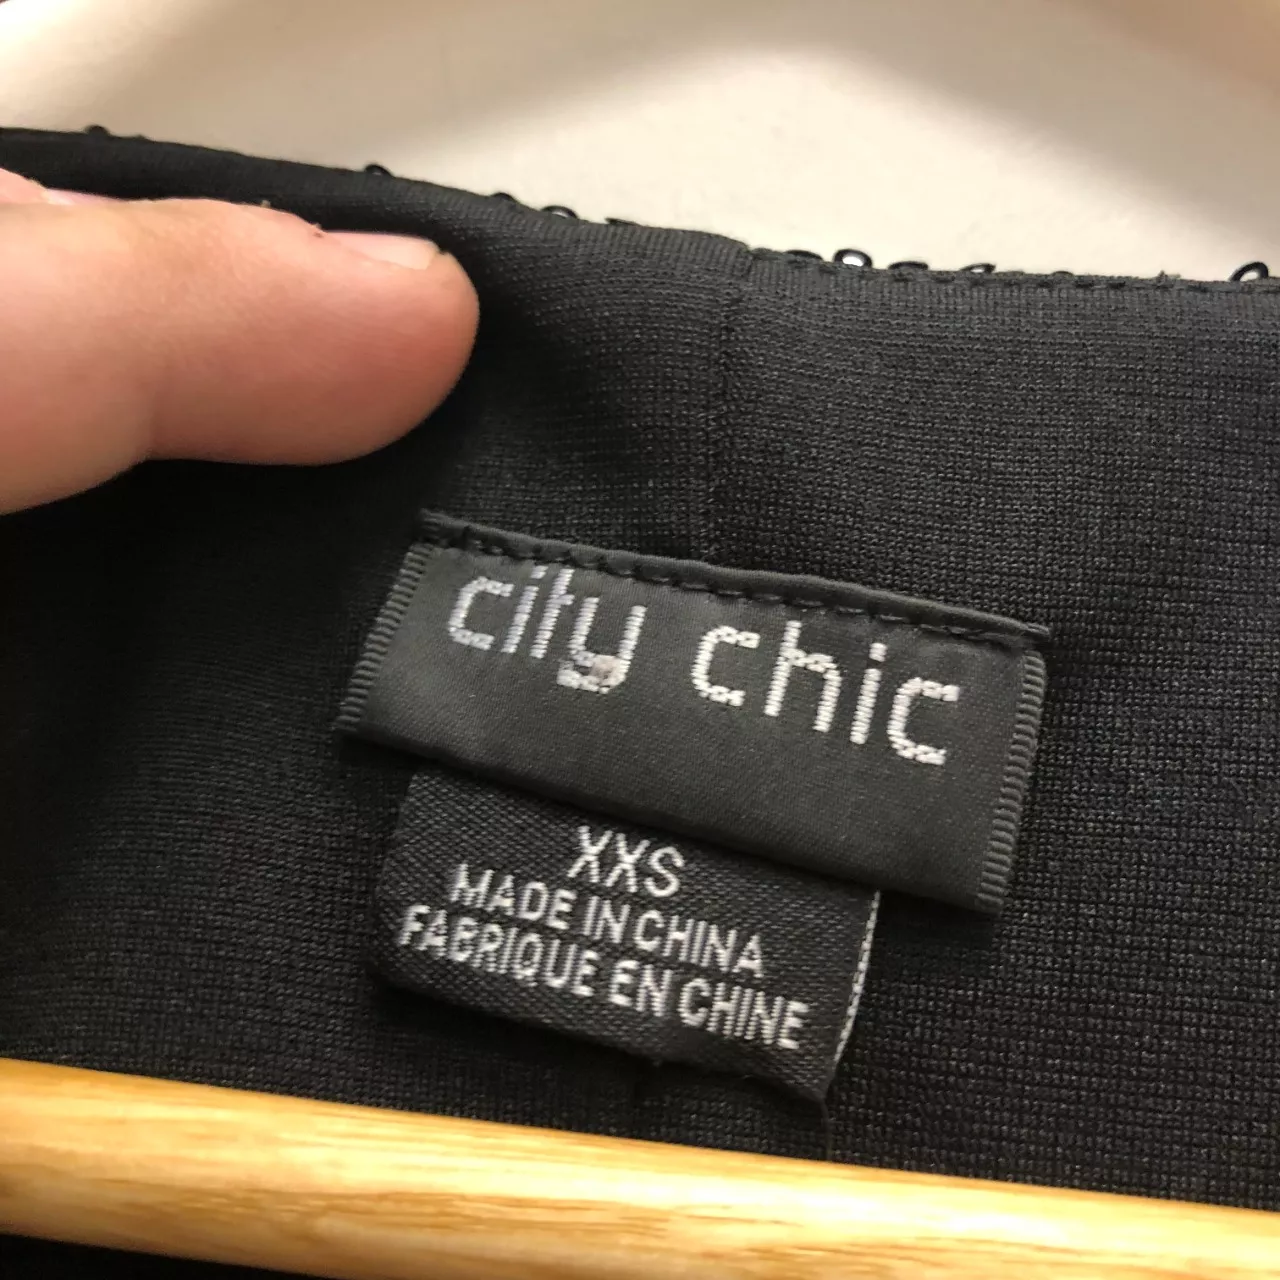 city chic
XXS
MADE IN CHINA
FABRIQUE EN CHINE